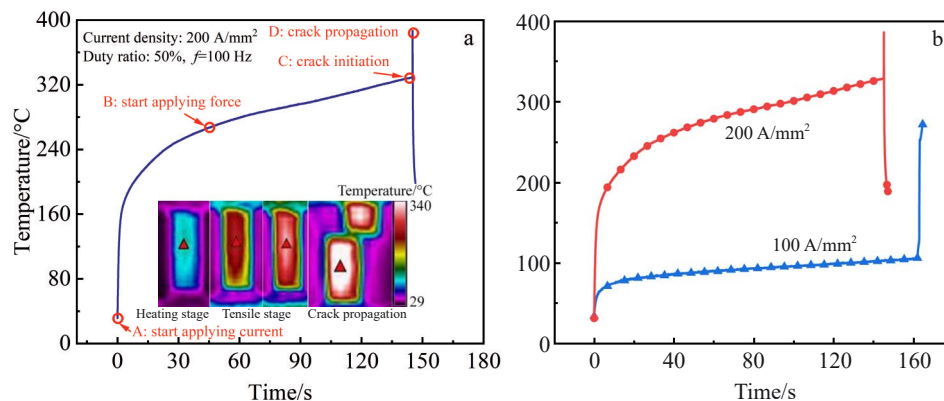 400
320
240
160
80
0
Temperature/°C
Current density: 200 A/mm²
Duty ratio: 50%, f=100 Hz
D: crack propagation
a
C: crack initiation
B: start applying force
Temperature/°C
340
29
Heating stage
Tensile stage
Crack propagation
A: start applying current
0 30 60 90 120 150 180
Time/s
400
300
200
100
0
b
200 A/mm²
100 A/mm²
0 40 80 120 160
Time/s